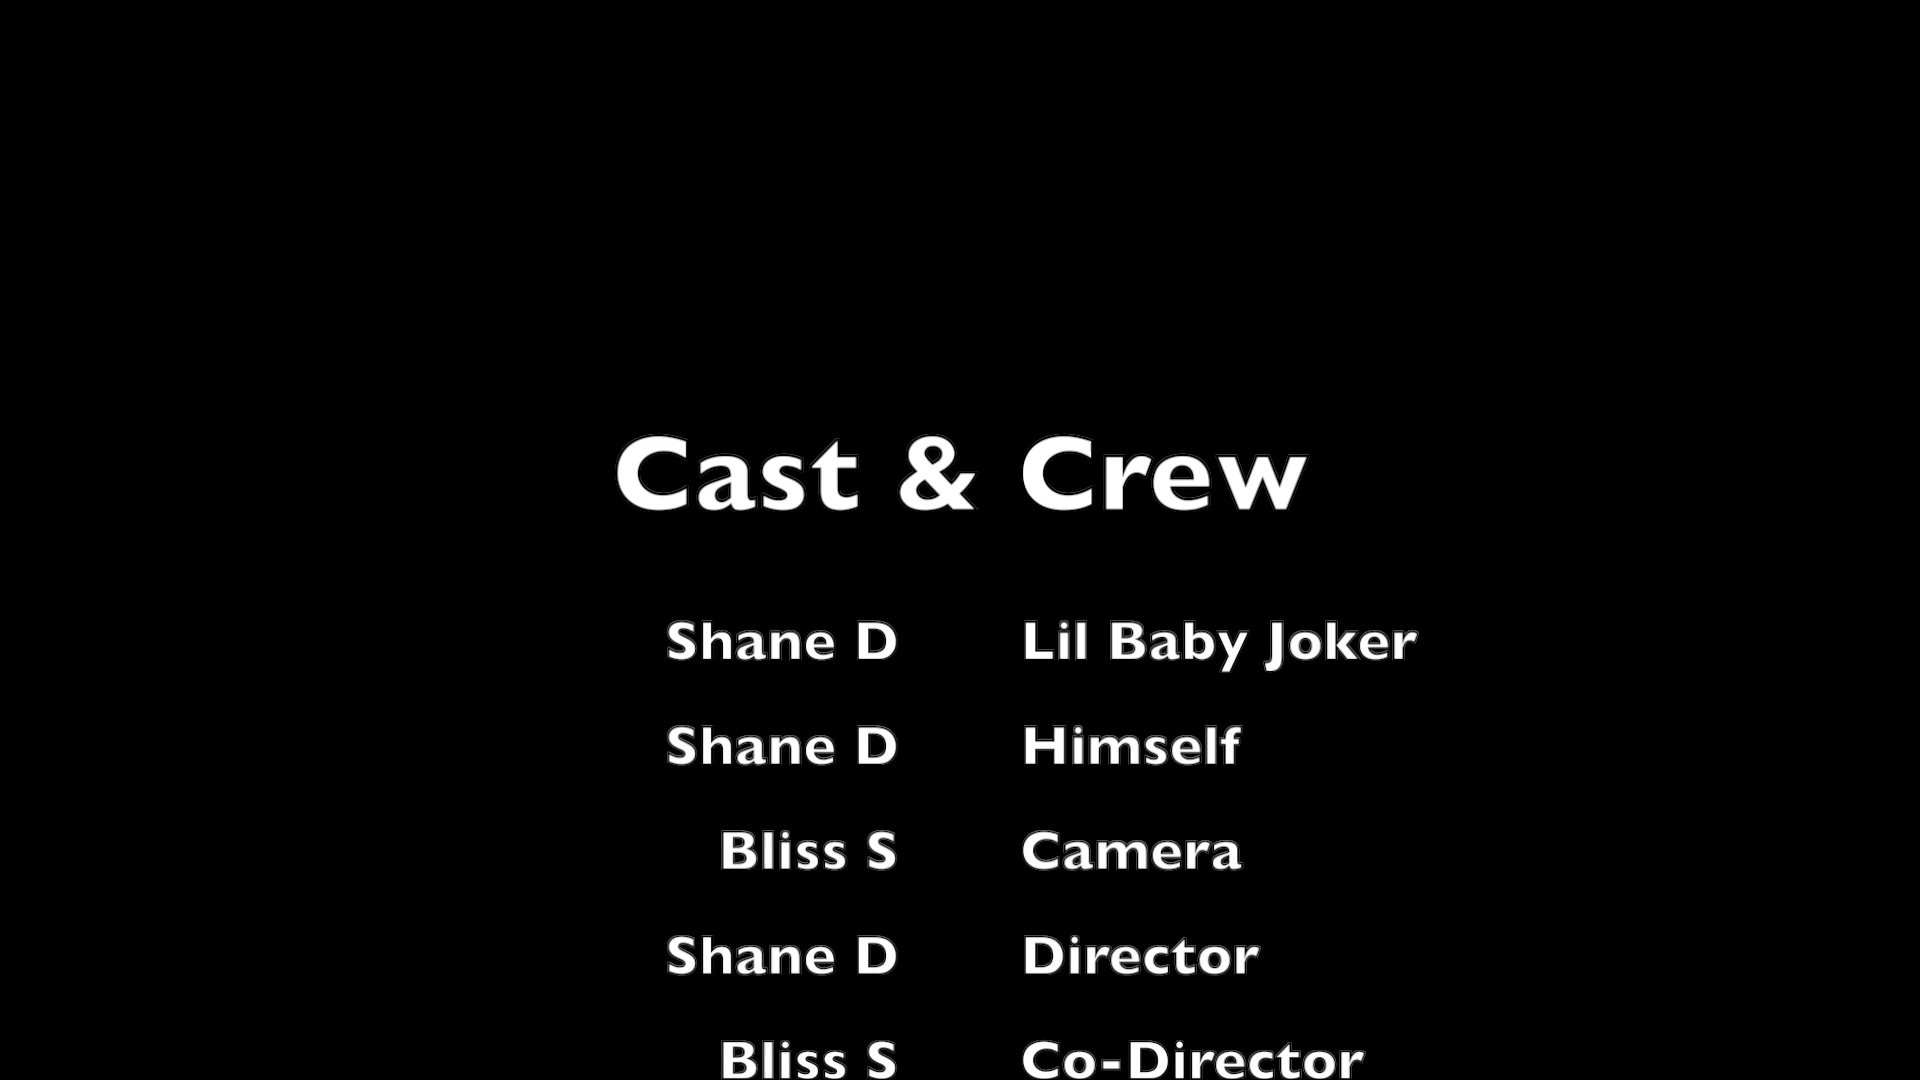 Cast & Crew
Shane D Lil Baby Joker
Shane D Himself
Bliss S Camera
Shane D Director
Bliss S Co-Director